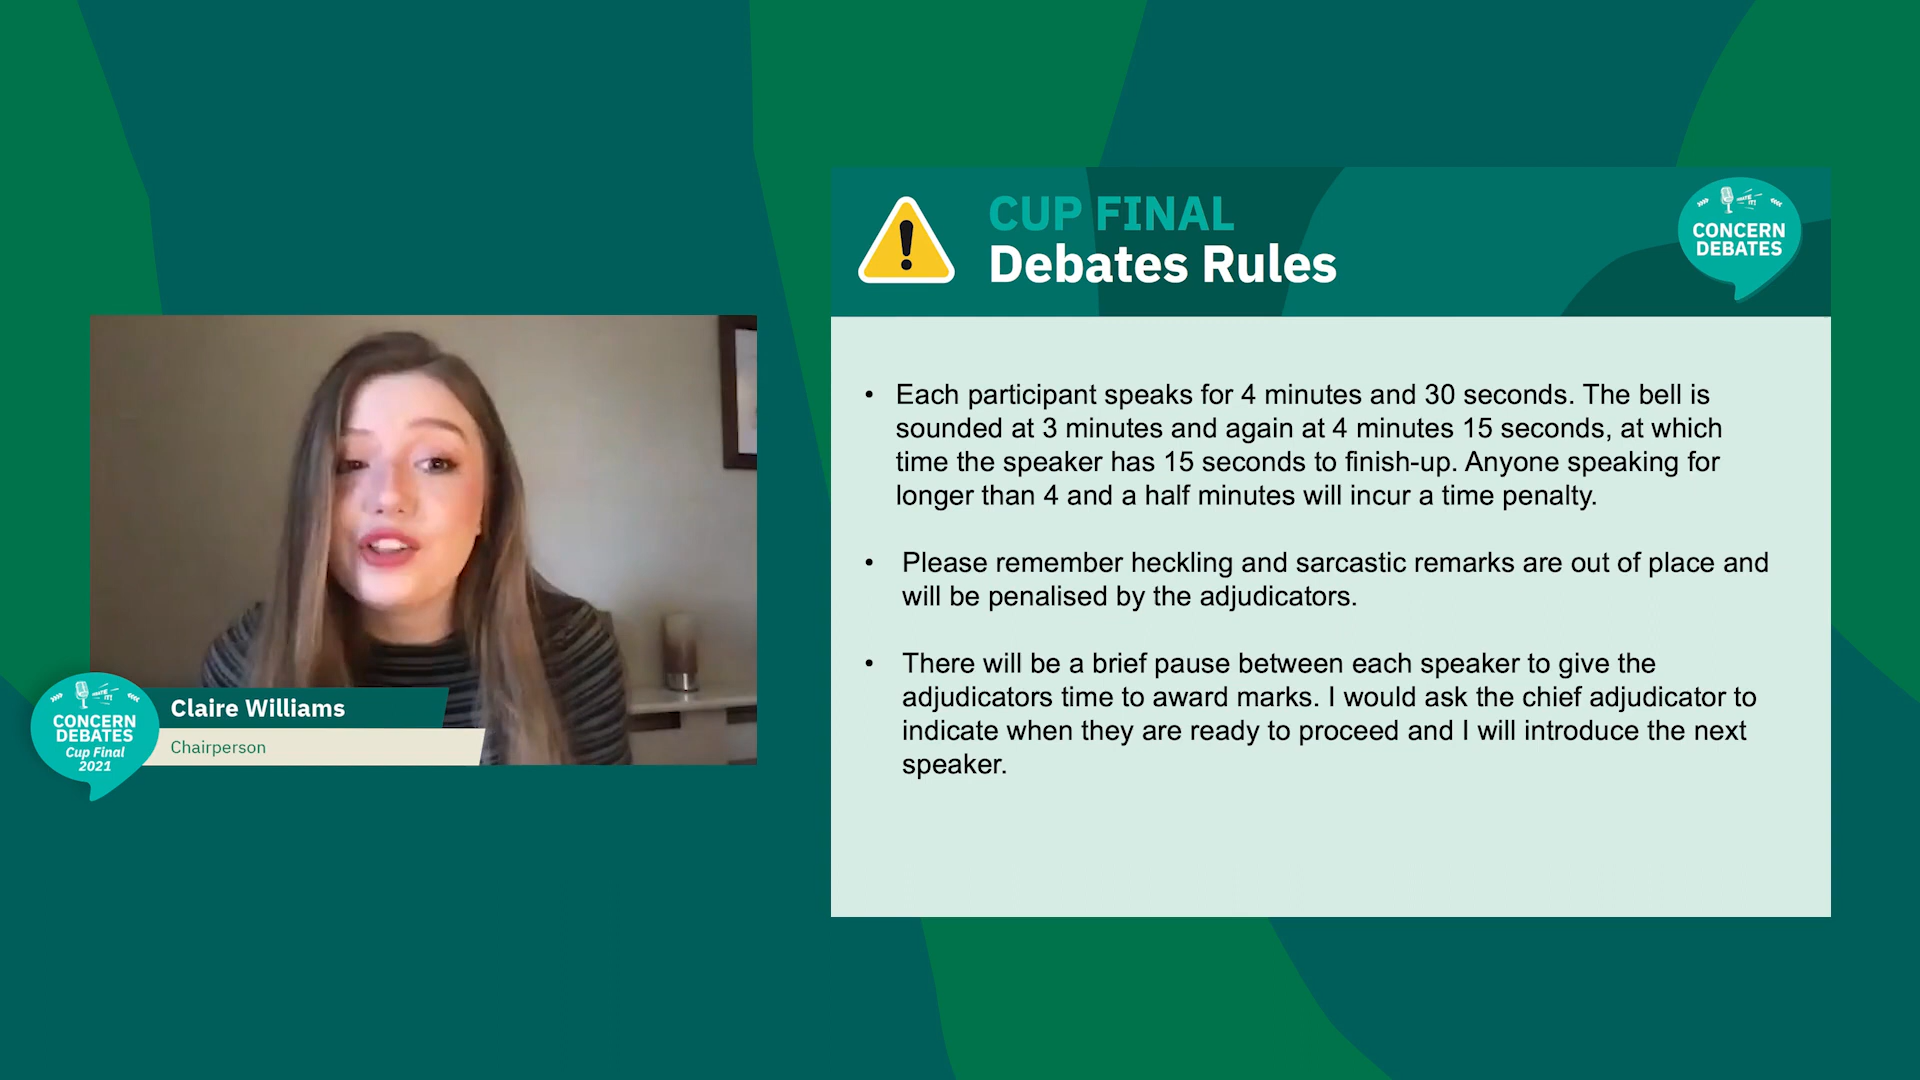 CUP FINAL
Debates Rules
CONCERN
DEBATES
• Each participant speaks for 4 minutes and 30 seconds. The bell is
sounded at 3 minutes and again at 4 minutes 15 seconds, at which
time the speaker has 15 seconds to finish-up. Anyone speaking for
longer than 4 and a half minutes will incur a time penalty.
• Please remember heckling and sarcastic remarks are out of place and
will be penalised by the adjudicators.
• There will be a brief pause between each speaker to give the
adjudicators time to award marks. I would ask the chief adjudicator to
indicate when they are ready to proceed and I will introduce the next
speaker.
CONCERN
DEBATES
Cup Final
2021
Claire Williams
Chairperson